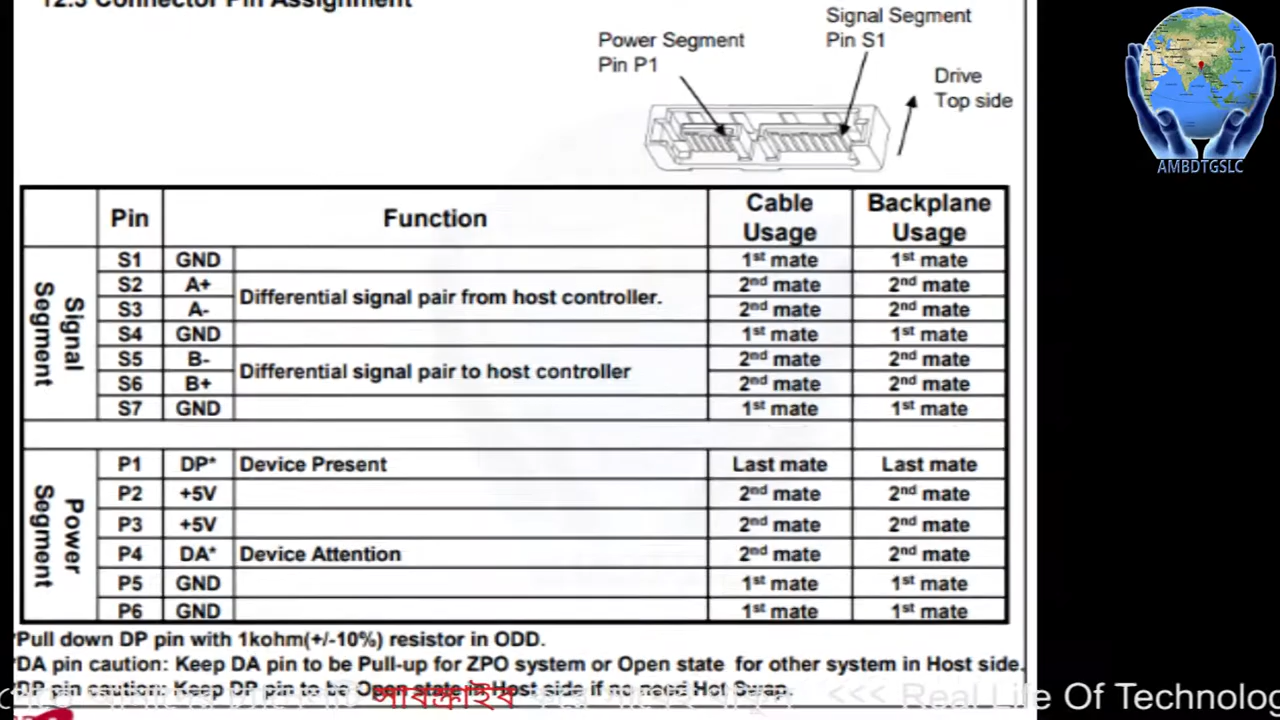 12.3 Connector Pin Assignment
Power Segment
Pin P1
Signal Segment
Pin S1
Drive
Top side
AMBDTGSLC
Pin Function Cable Usage Backplane Usage
Signal Segment
S1 GND 1st mate 1st mate
S2 A+ Differential signal pair from host controller. 2nd mate 2nd mate
S3 A- 2nd mate 2nd mate
S4 GND 1st mate 1st mate
S5 B- Differential signal pair to host controller 2nd mate 2nd mate
S6 B+ 2nd mate 2nd mate
S7 GND 1st mate 1st mate
Power Segment
P1 DP* Device Present Last mate Last mate
P2 +5V 2nd mate 2nd mate
P3 +5V 2nd mate 2nd mate
P4 DA* Device Attention 2nd mate 2nd mate
P5 GND 1st mate 1st mate
P6 GND 1st mate 1st mate
*Pull down DP pin with 1kohm(+/-10%) resistor in ODD.
*DA pin caution: Keep DA pin to be Pull-up for ZPO system or Open state for other system in Host side.
*DP pin caution: Keep DP pin to be Open state in Host side if no need Hot Swap.
সাবস্ক্রাইব <<< Real Life Of Technolog